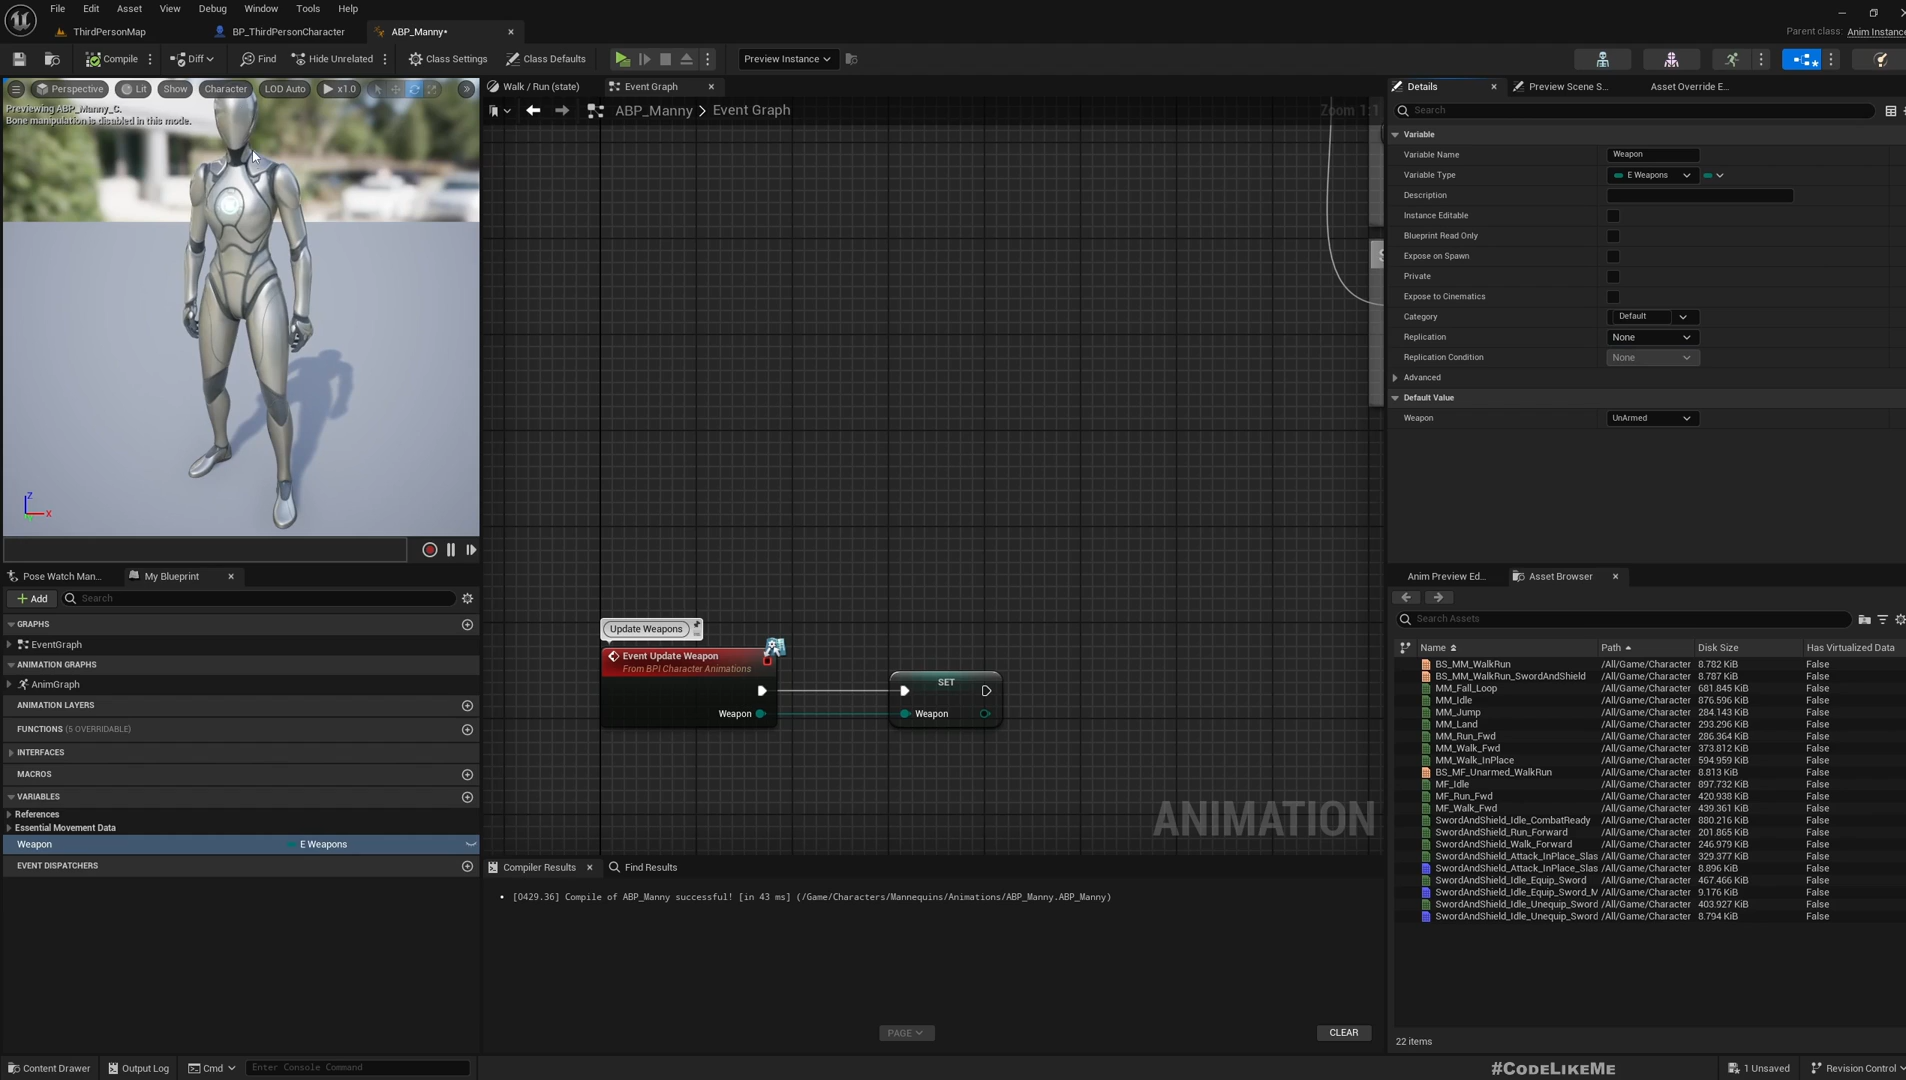 File Edit Asset View Debug Window Tools Help
ThirdPersonMap BP_ThirdPersonCharacter ABP_Manny•
Parent class: Anim Instance
Compile Diff Find Hide Unrelated Class Settings Class Defaults Preview Instance
Perspective Lit Show Character LOD Auto x1.0
Previewing ABP_Manny_C.
Bone manipulation is disabled in this mode.
Z
X
Walk / Run (state) Event Graph
ABP_Manny > Event Graph
Zoom 1:1
Update Weapons
Event Update Weapon
From BPI Character Animations
Weapon
SET
Weapon
ANIMATION
Pose Watch Man... My Blueprint
Add Search
GRAPHS
EventGraph
ANIMATION GRAPHS
AnimGraph
ANIMATION LAYERS
FUNCTIONS (5 OVERRIDABLE)
INTERFACES
MACROS
VARIABLES
References
Essential Movement Data
Weapon E Weapons
EVENT DISPATCHERS
Compiler Results Find Results
[0429.36] Compile of ABP_Manny successful! [in 43 ms] (/Game/Characters/Mannequins/Animations/ABP_Manny.ABP_Manny)
PAGE CLEAR
Details Preview Scene S... Asset Override E...
Search
Variable
Variable Name Weapon
Variable Type E Weapons
Description
Instance Editable
Blueprint Read Only
Expose on Spawn
Private
Expose to Cinematics
Category Default
Replication None
Replication Condition None
Advanced
Default Value
Weapon UnArmed
Anim Preview Ed... Asset Browser
Search Assets
Name Path Disk Size Has Virtualized Data
BS_MM_WalkRun /All/Game/Character 8.782 KiB False
BS_MM_WalkRun_SwordAndShield /All/Game/Character 8.787 KiB False
MM_Fall_Loop /All/Game/Character 681.845 KiB False
MM_Idle /All/Game/Character 876.596 KiB False
MM_Jump /All/Game/Character 284.143 KiB False
MM_Land /All/Game/Character 293.296 KiB False
MM_Run_Fwd /All/Game/Character 286.364 KiB False
MM_Walk_Fwd /All/Game/Character 373.812 KiB False
MM_Walk_InPlace /All/Game/Character 594.959 KiB False
BS_MF_Unarmed_WalkRun /All/Game/Character 8.813 KiB False
MF_Idle /All/Game/Character 897.732 KiB False
MF_Run_Fwd /All/Game/Character 420.938 KiB False
MF_Walk_Fwd /All/Game/Character 439.361 KiB False
SwordAndShield_Idle_CombatReady /All/Game/Character 880.216 KiB False
SwordAndShield_Run_Forward /All/Game/Character 201.865 KiB False
SwordAndShield_Walk_Forward /All/Game/Character 246.979 KiB False
SwordAndShield_Attack_InPlace_Slas /All/Game/Character 329.377 KiB False
SwordAndShield_Attack_InPlace_Slas /All/Game/Character 8.896 KiB False
SwordAndShield_Idle_Equip_Sword /All/Game/Character 467.466 KiB False
SwordAndShield_Idle_Equip_Sword_M /All/Game/Character 9.176 KiB False
SwordAndShield_Idle_Unequip_Sword /All/Game/Character 403.927 KiB False
SwordAndShield_Idle_Unequip_Sword /All/Game/Character 8.794 KiB False
22 items
Content Drawer Output Log Cmd Enter Console Command #CODELIKEME 1 Unsaved Revision Control